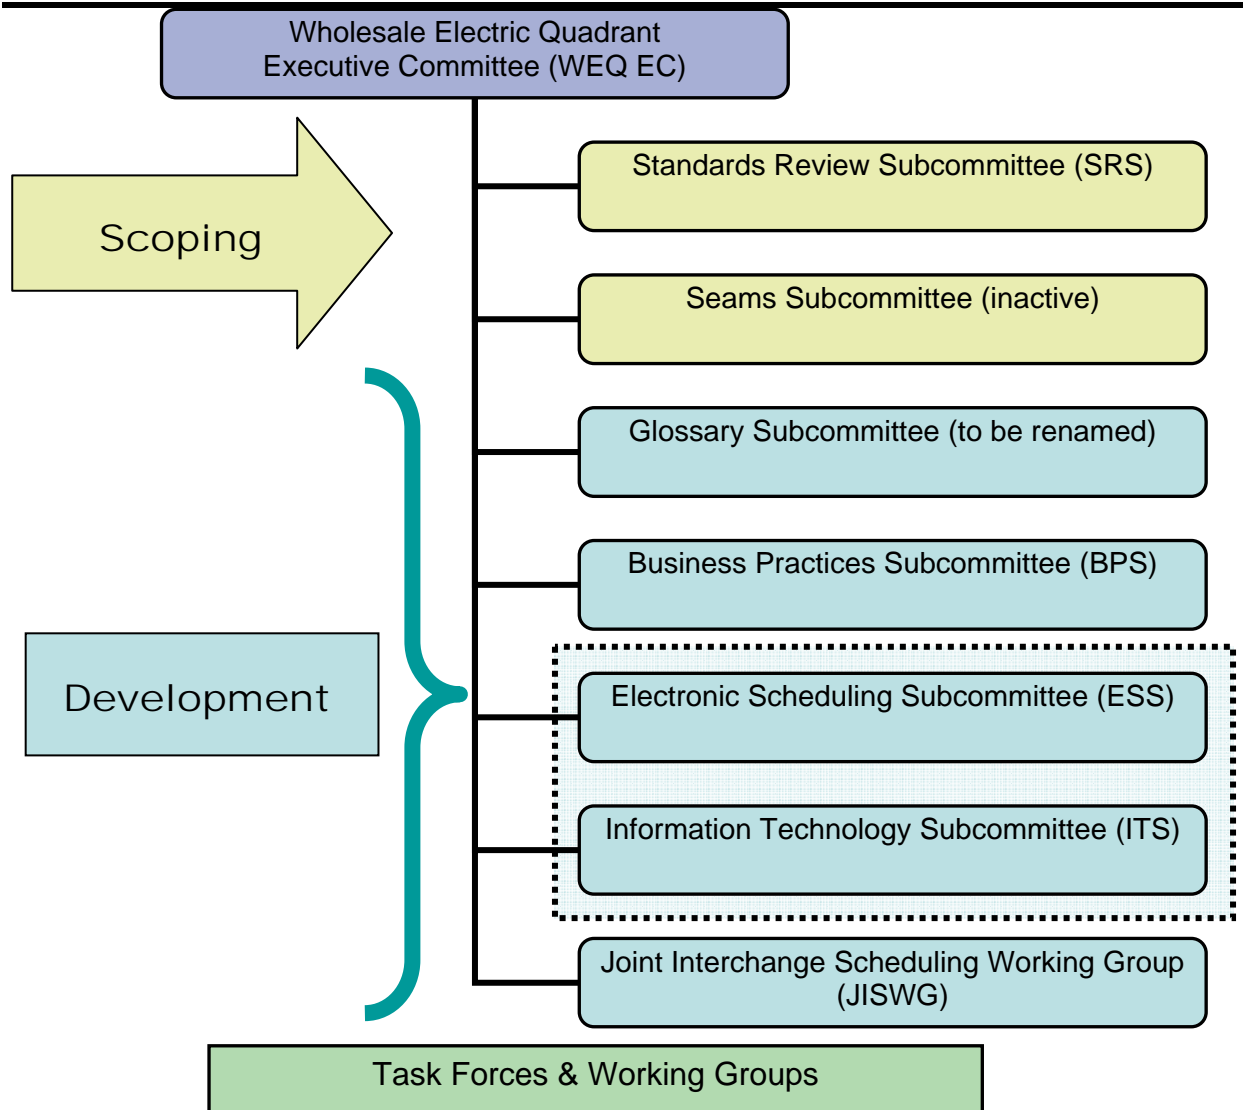 Wholesale Electric Quadrant
Executive Committee (WEQ EC)
Standards Review Subcommittee (SRS)
Scoping
Seams Subcommittee (inactive)
Glossary Subcommittee (to be renamed)
Business Practices Subcommittee (BPS)
Development
Electronic Scheduling Subcommittee (ESS)
Information Technology Subcommittee (ITS)
Joint Interchange Scheduling Working Group
(JISWG)
Task Forces & Working Groups